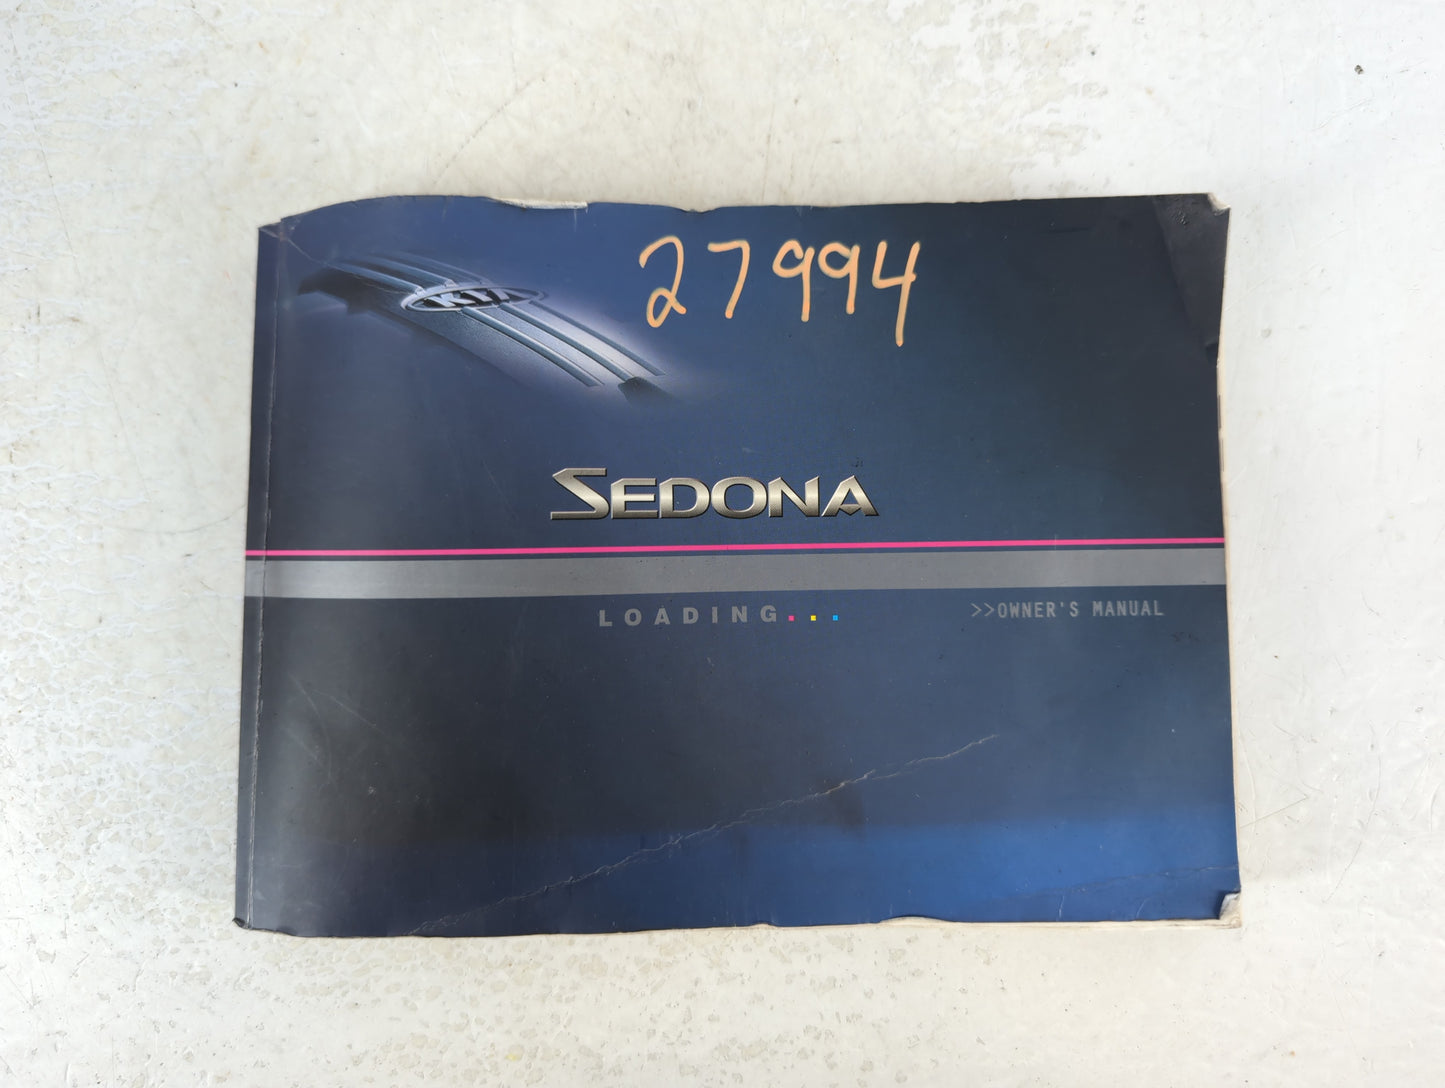 27994
KIA
SEDONA
LOADING...
>>OWNER'S MANUAL